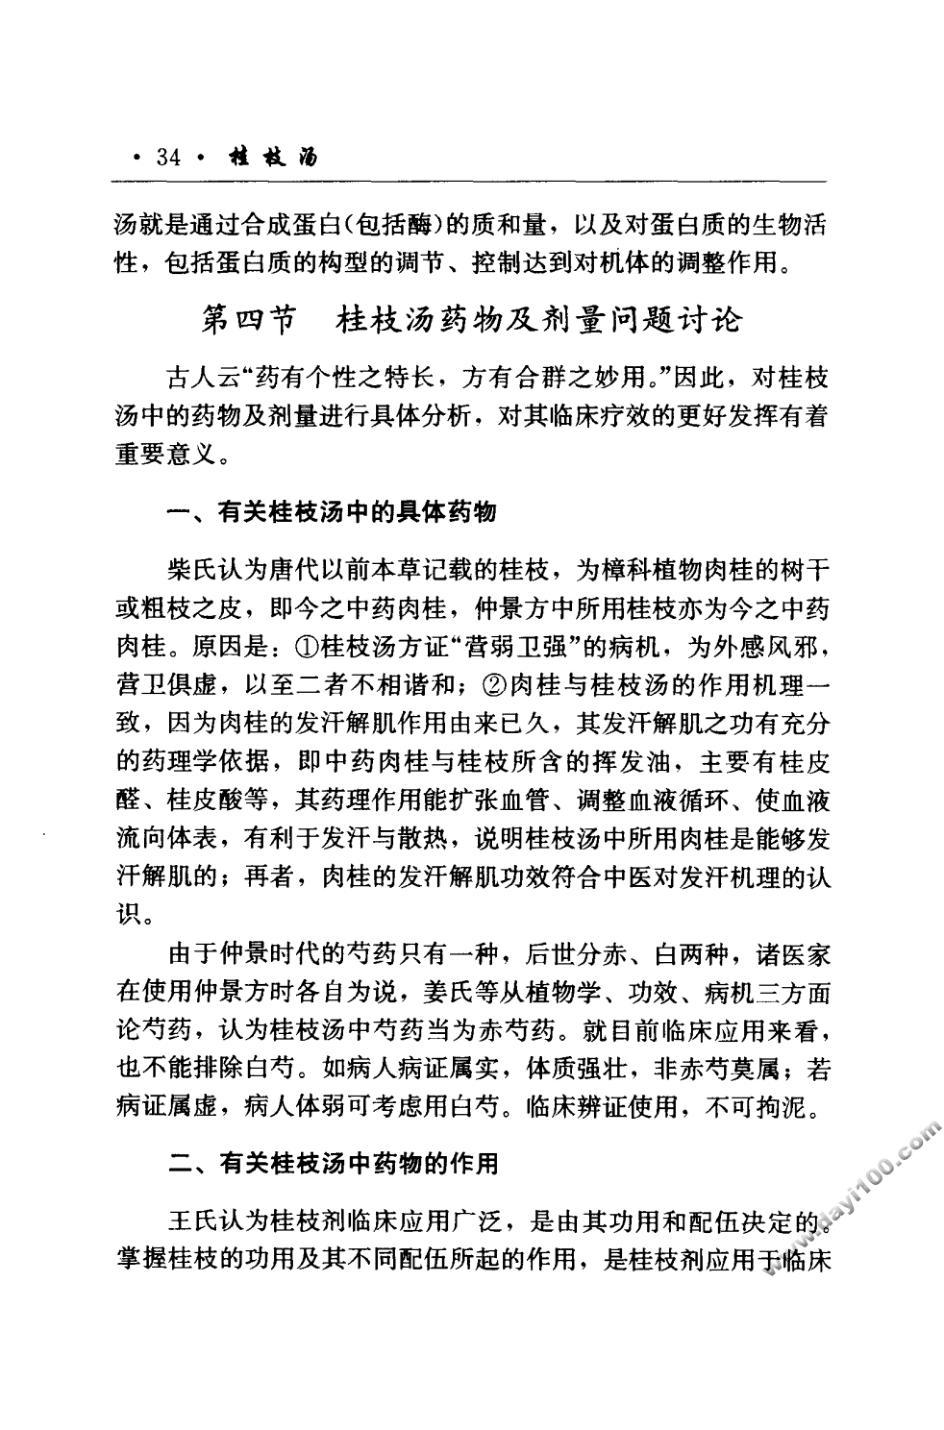 · 34 · 桂枝汤
汤就是通过合成蛋白(包括酶)的质和量，以及对蛋白质的生物活
性，包括蛋白质的构型的调节、控制达到对机体的调整作用。
第四节 桂枝汤药物及剂量问题讨论
古人云“药有个性之特长，方有合群之妙用。”因此，对桂枝
汤中的药物及剂量进行具体分析，对其临床疗效的更好发挥有着
重要意义。
一、有关桂枝汤中的具体药物
柴氏认为唐代以前本草记载的桂枝，为樟科植物肉桂的树干
或粗枝之皮，即今之中药肉桂，仲景方中所用桂枝亦为今之中药
肉桂。原因是：①桂枝汤方证“营弱卫强”的病机，为外感风邪，
营卫俱虚，以至二者不相谐和；②肉桂与桂枝汤的作用机理一
致，因为肉桂的发汗解肌作用由来已久，其发汗解肌之功有充分
的药理学依据，即中药肉桂与桂枝所含的挥发油，主要有桂皮
醛、桂皮酸等，其药理作用能扩张血管、调整血液循环、使血液
流向体表，有利于发汗与散热，说明桂枝汤中所用肉桂是能够发
汗解肌的；再者，肉桂的发汗解肌功效符合中医对发汗机理的认
识。
由于仲景时代的芍药只有一种，后世分赤、白两种，诸医家
在使用仲景方时各自为说，姜氏等从植物学、功效、病机三方面
论芍药，认为桂枝汤中芍药当为赤芍药。就目前临床应用来看，
也不能排除白芍。如病人病证属实，体质强壮，非赤芍莫属；若
病证属虚，病人体弱可考虑用白芍。临床辨证使用，不可拘泥。
二、有关桂枝汤中药物的作用
王氏认为桂枝剂临床应用广泛，是由其功用和配伍决定的。
掌握桂枝的功用及其不同配伍所起的作用，是桂枝剂应用于临床
www.dayi100.com